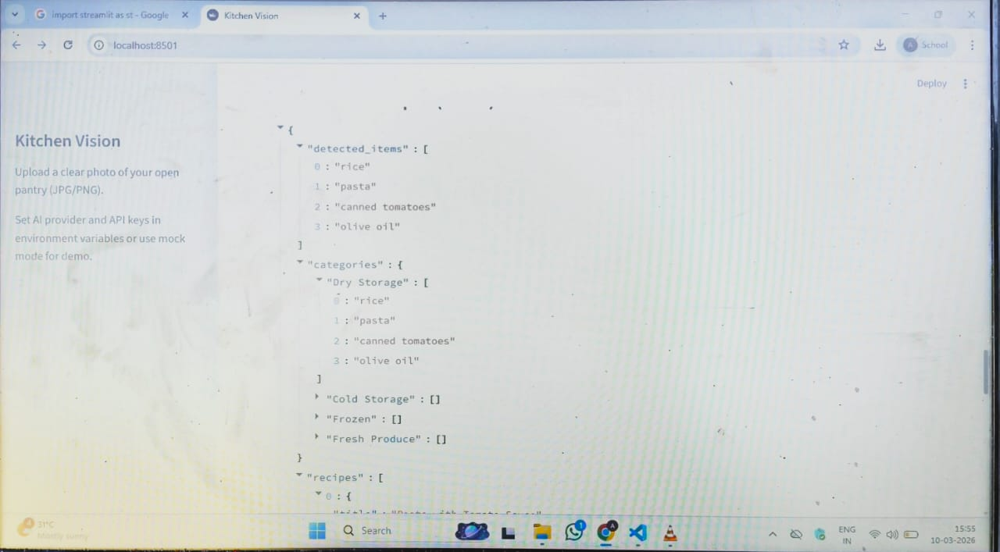 import streamlit as st - Google
Kitchen Vision
localhost:8501
School
Deploy
Kitchen Vision
Upload a clear photo of your open
pantry (JPG/PNG).
Set AI provider and API keys in
environment variables or use mock
mode for demo.
{
"detected_items" : [
0 : "rice"
1 : "pasta"
2 : "canned tomatoes"
3 : "olive oil"
]
"categories" : {
"Dry Storage" : [
0 : "rice"
1 : "pasta"
2 : "canned tomatoes"
3 : "olive oil"
]
"Cold Storage" : []
"Frozen" : []
"Fresh Produce" : []
}
"recipes" : [
0 : {
31°C
Mostly sunny
Search
1
ENG
IN
15:55
10-03-2026